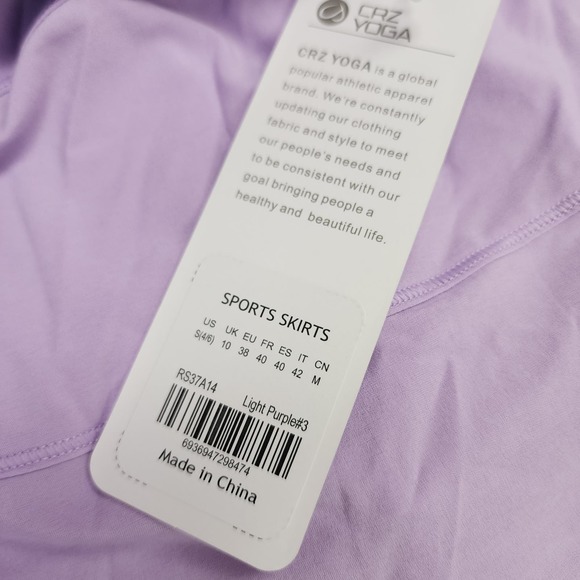 CRZ
YOGA
CRZ YOGA is a global
popular athletic apparel
brand. We're constantly
updating our clothing
fabric and style to meet
our people's needs and
to be consistent with our
goal bringing people a
healthy and beautiful life.
SPORTS SKIRTS
US UK EU FR ES IT CN
S(4/6) 10 38 40 40 42 M
RS37A14 Light Purple#3
6936947298474
Made in China